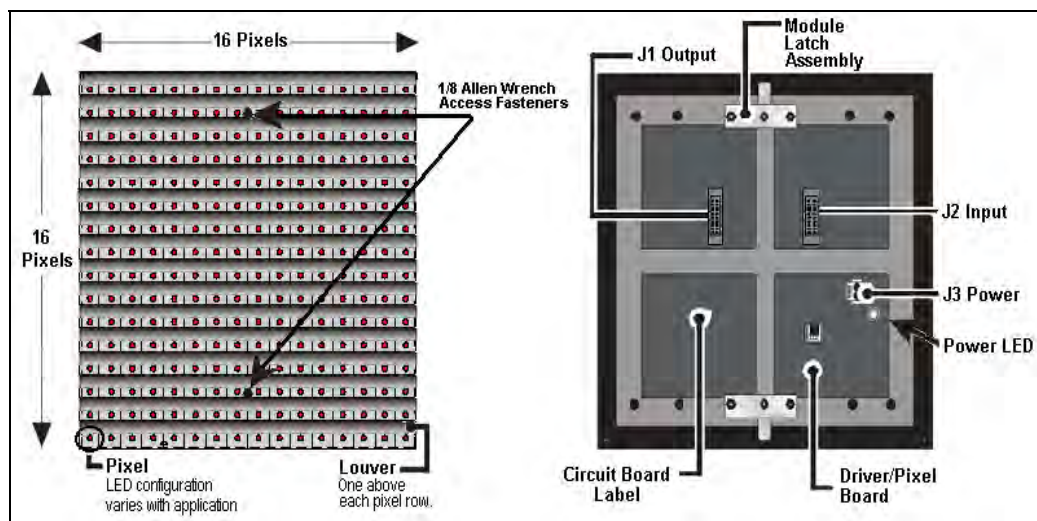 16 Pixels
1/8 Allen Wrench
Access Fasteners
16
Pixels
Pixel
LED configuration
varies with application
Louver
One above
each pixel row.
Module
Latch
Assembly
J1 Output
J2 Input
J3 Power
Power LED
Circuit Board
Label
Driver/Pixel
Board